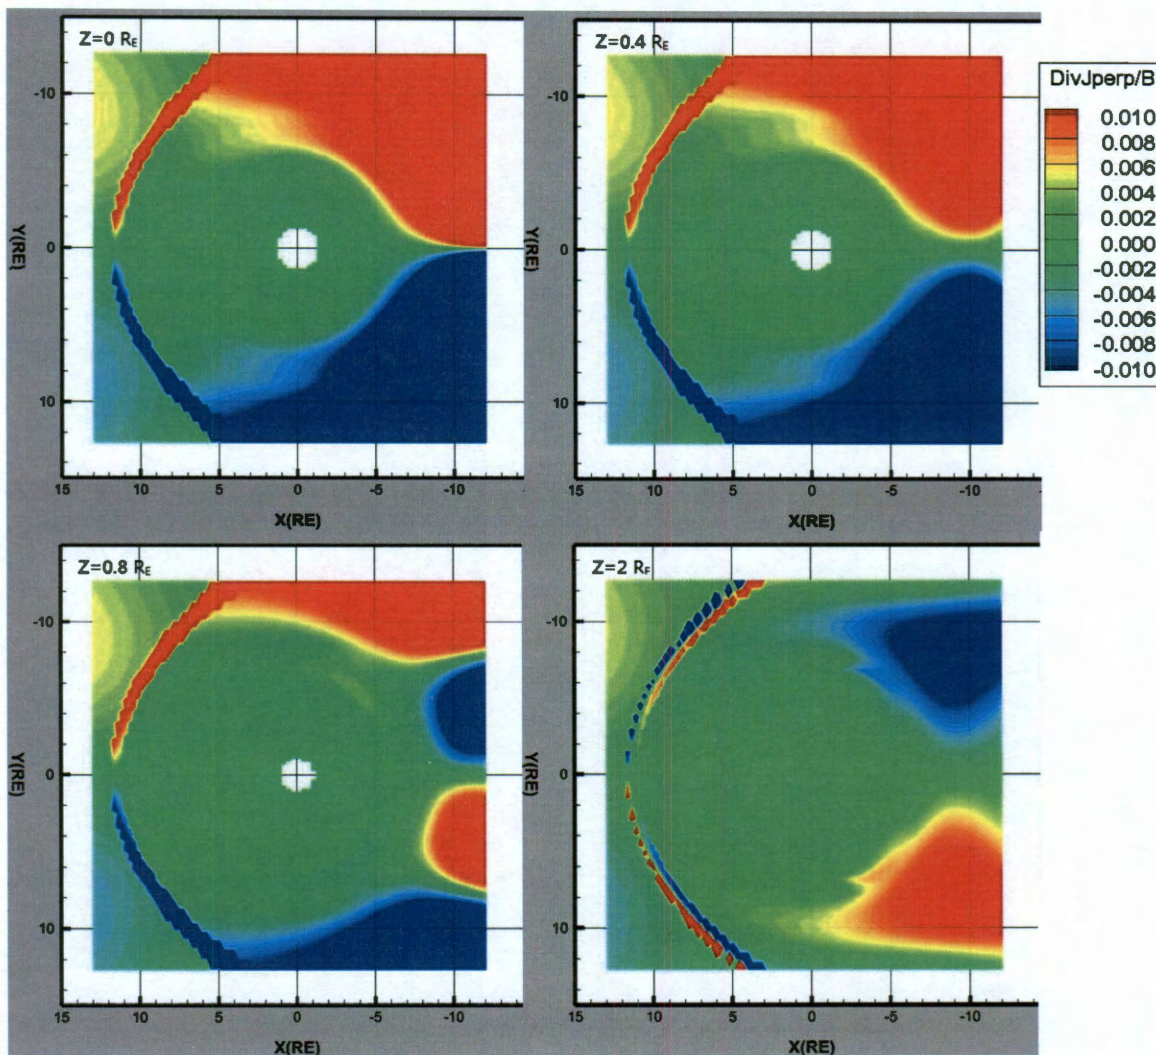 Z=0 RE
Z=0.4 RE
DivJperp/B
0.010
0.008
0.006
0.004
0.002
0.000
-0.002
-0.004
-0.006
-0.008
-0.010
-10
0
10
Y(RE)
15 10 5 0 -5 -10
X(RE)
-10
0
10
Y(RE)
15 10 5 0 -5 -10
X(RE)
Z=0.8 RE
Z=2 RF
-10
0
10
Y(RE)
15 10 5 0 -5 -10
X(RE)
-10
0
10
Y(RE)
15 10 5 0 -5 -10
X(RE)